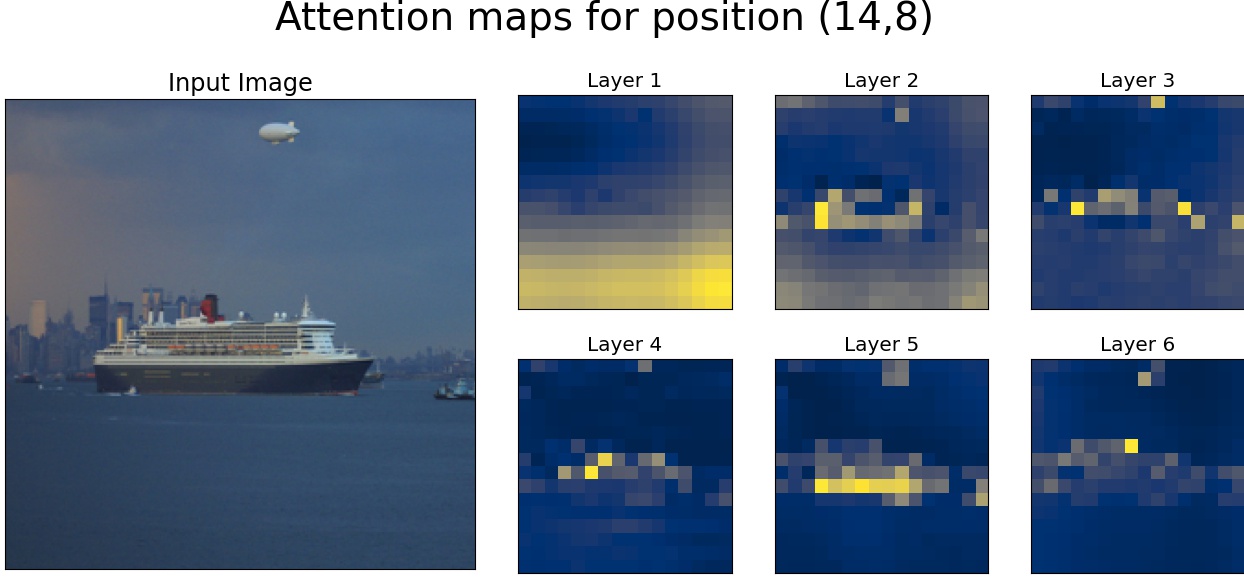 Attention maps for position (14,8)
Input Image
Layer 1
Layer 2
Layer 3
Layer 4
Layer 5
Layer 6